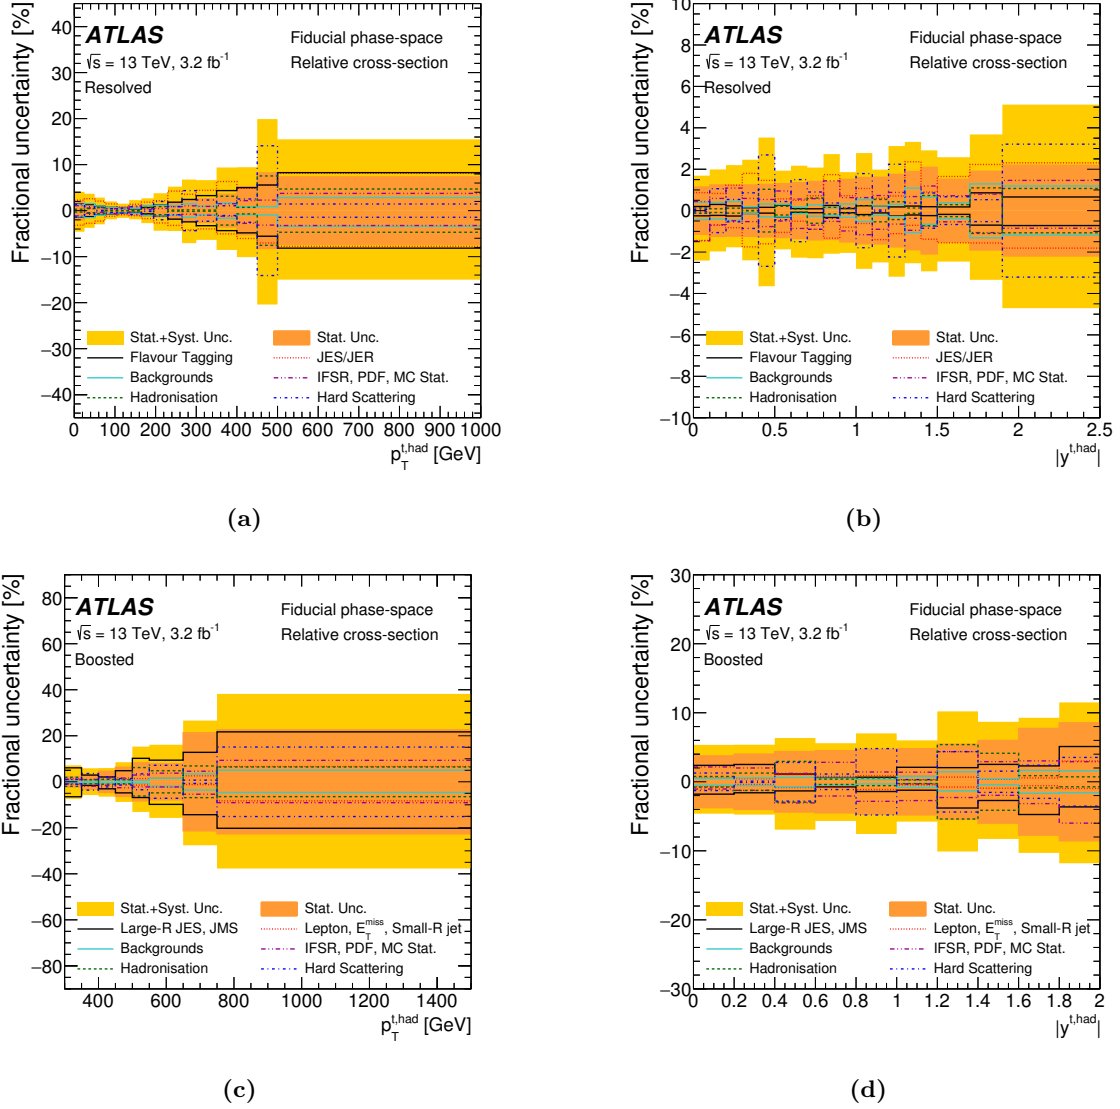 Fractional uncertainty [%]
40
30
20
10
0
−10
−20
−30
−40
ATLAS
√s = 13 TeV, 3.2 fb-1
Resolved
Fiducial phase-space
Relative cross-section
Stat.+Syst. Unc.
Stat. Unc.
Flavour Tagging
JES/JER
Backgrounds
IFSR, PDF, MC Stat.
Hadronisation
Hard Scattering
0 100 200 300 400 500 600 700 800 900 1000
pTt,had [GeV]
(a)
Fractional uncertainty [%]
10
8
6
4
2
0
−2
−4
−6
−8
−10
ATLAS
√s = 13 TeV, 3.2 fb-1
Resolved
Fiducial phase-space
Relative cross-section
Stat.+Syst. Unc.
Stat. Unc.
Flavour Tagging
JES/JER
Backgrounds
IFSR, PDF, MC Stat.
Hadronisation
Hard Scattering
0 0.5 1 1.5 2 2.5
|yt,had|
(b)
Fractional uncertainty [%]
80
60
40
20
0
−20
−40
−60
−80
ATLAS
√s = 13 TeV, 3.2 fb-1
Boosted
Fiducial phase-space
Relative cross-section
Stat.+Syst. Unc.
Stat. Unc.
Large-R JES, JMS
Lepton, ETmiss, Small-R jet
Backgrounds
IFSR, PDF, MC Stat.
Hadronisation
Hard Scattering
400 600 800 1000 1200 1400
pTt,had [GeV]
(c)
Fractional uncertainty [%]
30
20
10
0
−10
−20
−30
ATLAS
√s = 13 TeV, 3.2 fb-1
Boosted
Fiducial phase-space
Relative cross-section
Stat.+Syst. Unc.
Stat. Unc.
Large-R JES, JMS
Lepton, ETmiss, Small-R jet
Backgrounds
IFSR, PDF, MC Stat.
Hadronisation
Hard Scattering
0 0.2 0.4 0.6 0.8 1 1.2 1.4 1.6 1.8 2
|yt,had|
(d)